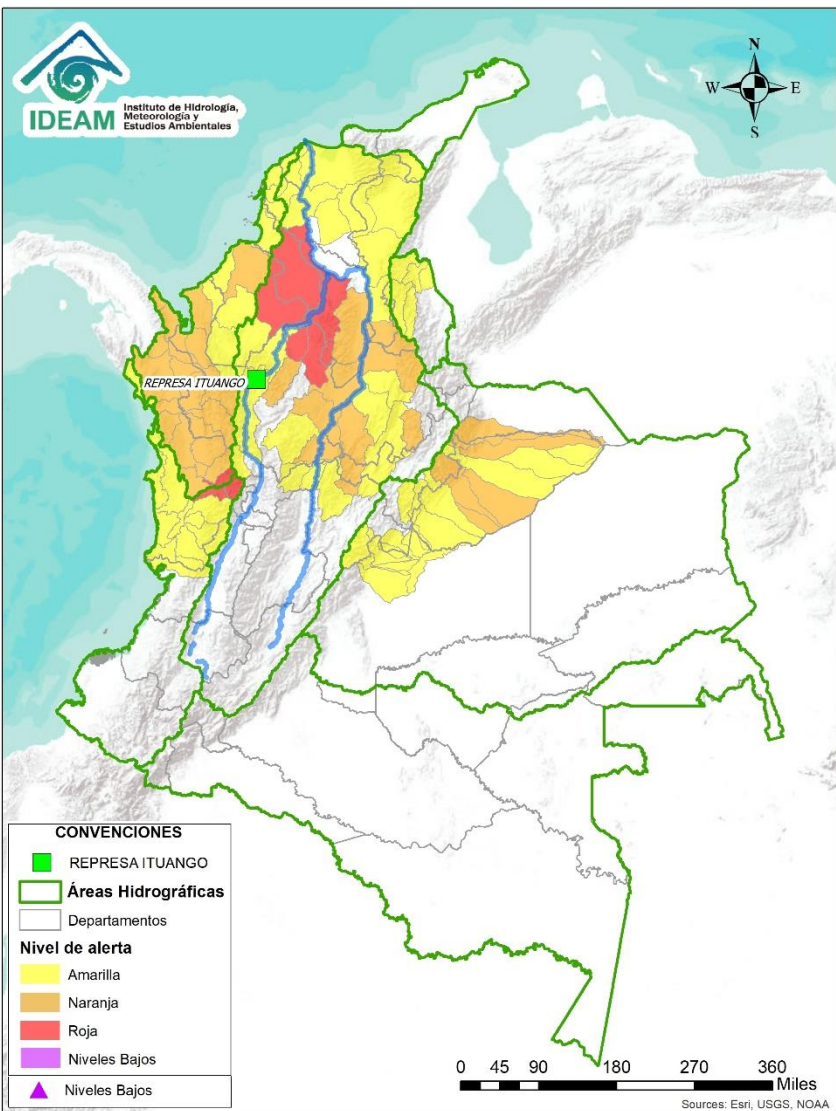 IDEAM
Instituto de Hidrología,
Meteorología y
Estudios Ambientales
N
W
E
S
REPRESA ITUANGO
CONVENCIONES
REPRESA ITUANGO
Áreas Hidrográficas
Departamentos
Nivel de alerta
Amarilla
Naranja
Roja
Niveles Bajos
Niveles Bajos
0 45 90 180 270 360
Miles
Sources: Esri, USGS, NOAA